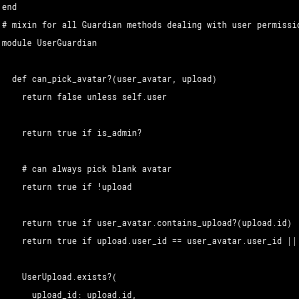 end
# mixin for all Guardian methods dealing with user
module UserGuardian
def can_pick_avatar?(user_avatar, upload)
return false unless self.user
return true if is_admin?
# can always pick blank avatar
return true if !upload
return true if user_avatar.contains_upload?(upload.id)
return true if upload.user_id == user_avatar.user_id ||
UserUpload.exists?(
upload_id: upload.id,